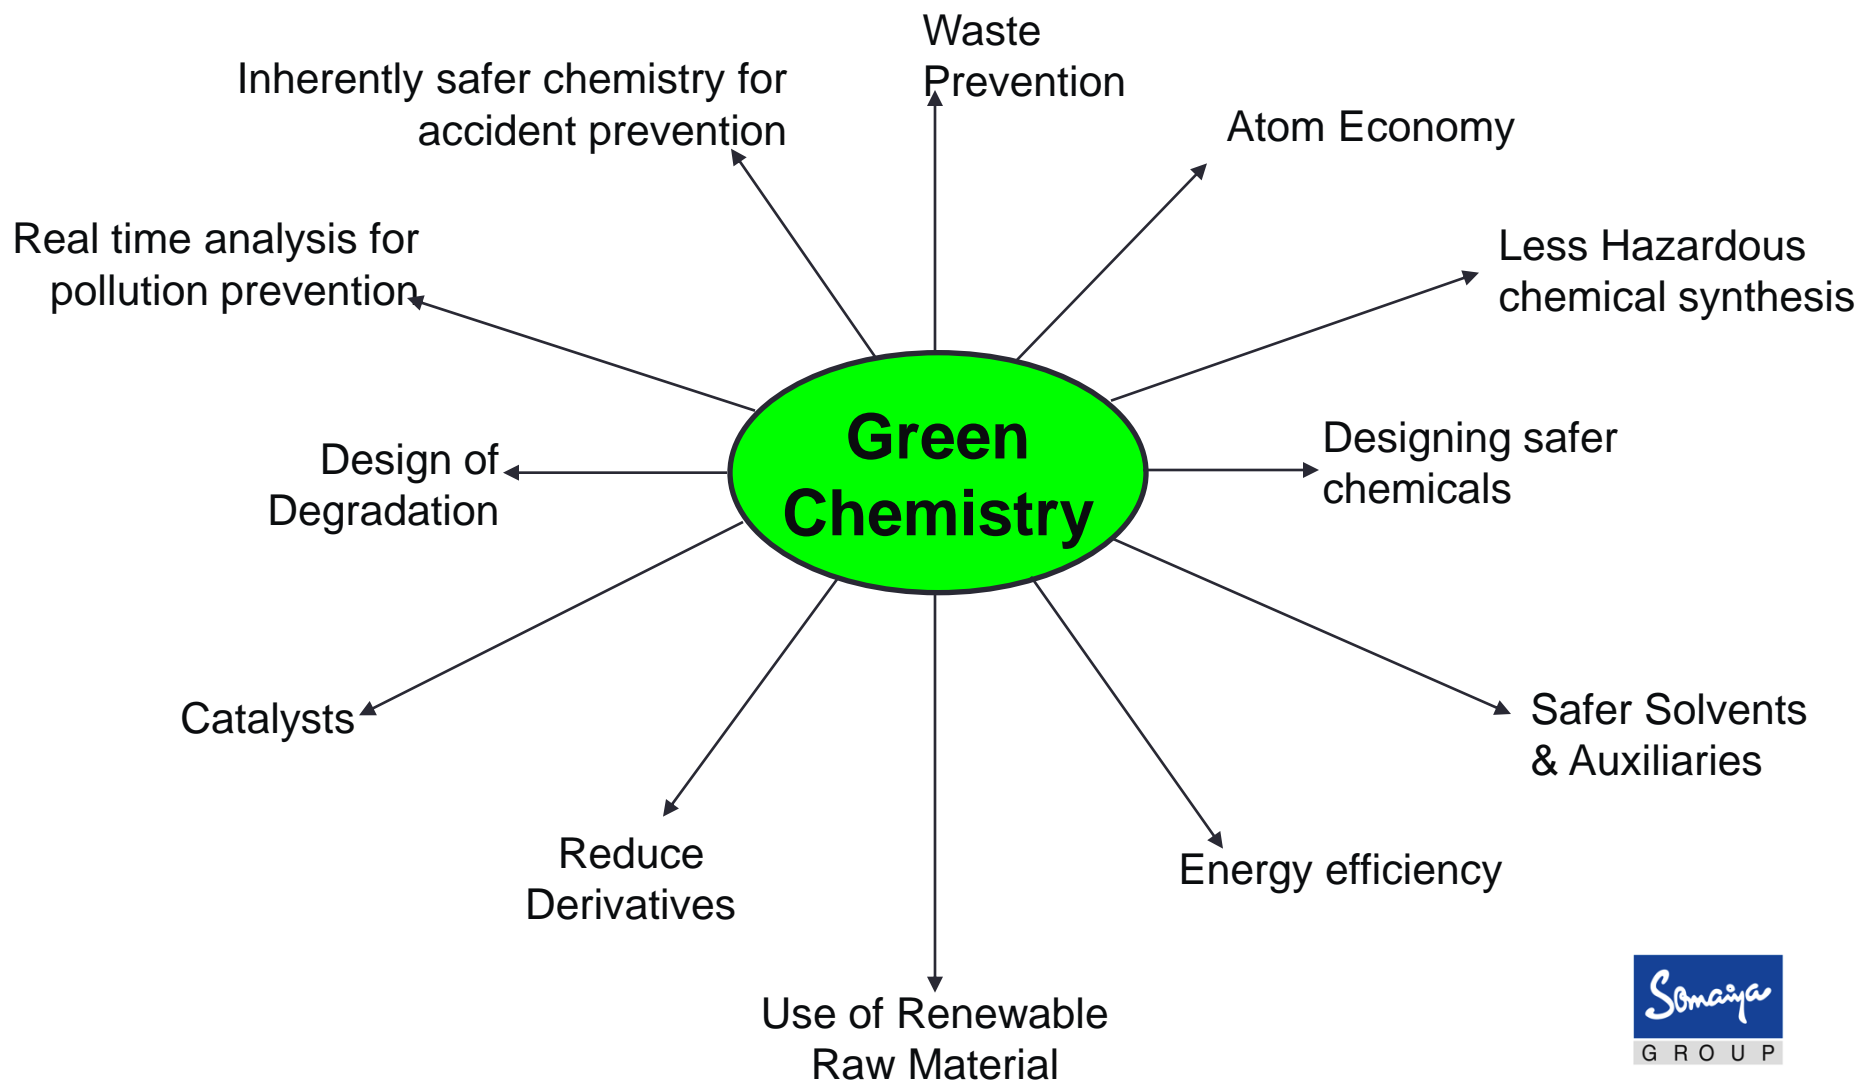 Waste
Prevention
Inherently safer chemistry for
accident prevention
Atom Economy
Real time analysis for
pollution prevention
Less Hazardous
chemical synthesis
Green
Chemistry
Designing safer
chemicals
Design of
Degradation
Catalysts
Safer Solvents
& Auxiliaries
Reduce
Derivatives
Energy efficiency
Use of Renewable
Raw Material
Somaiya
GROUP